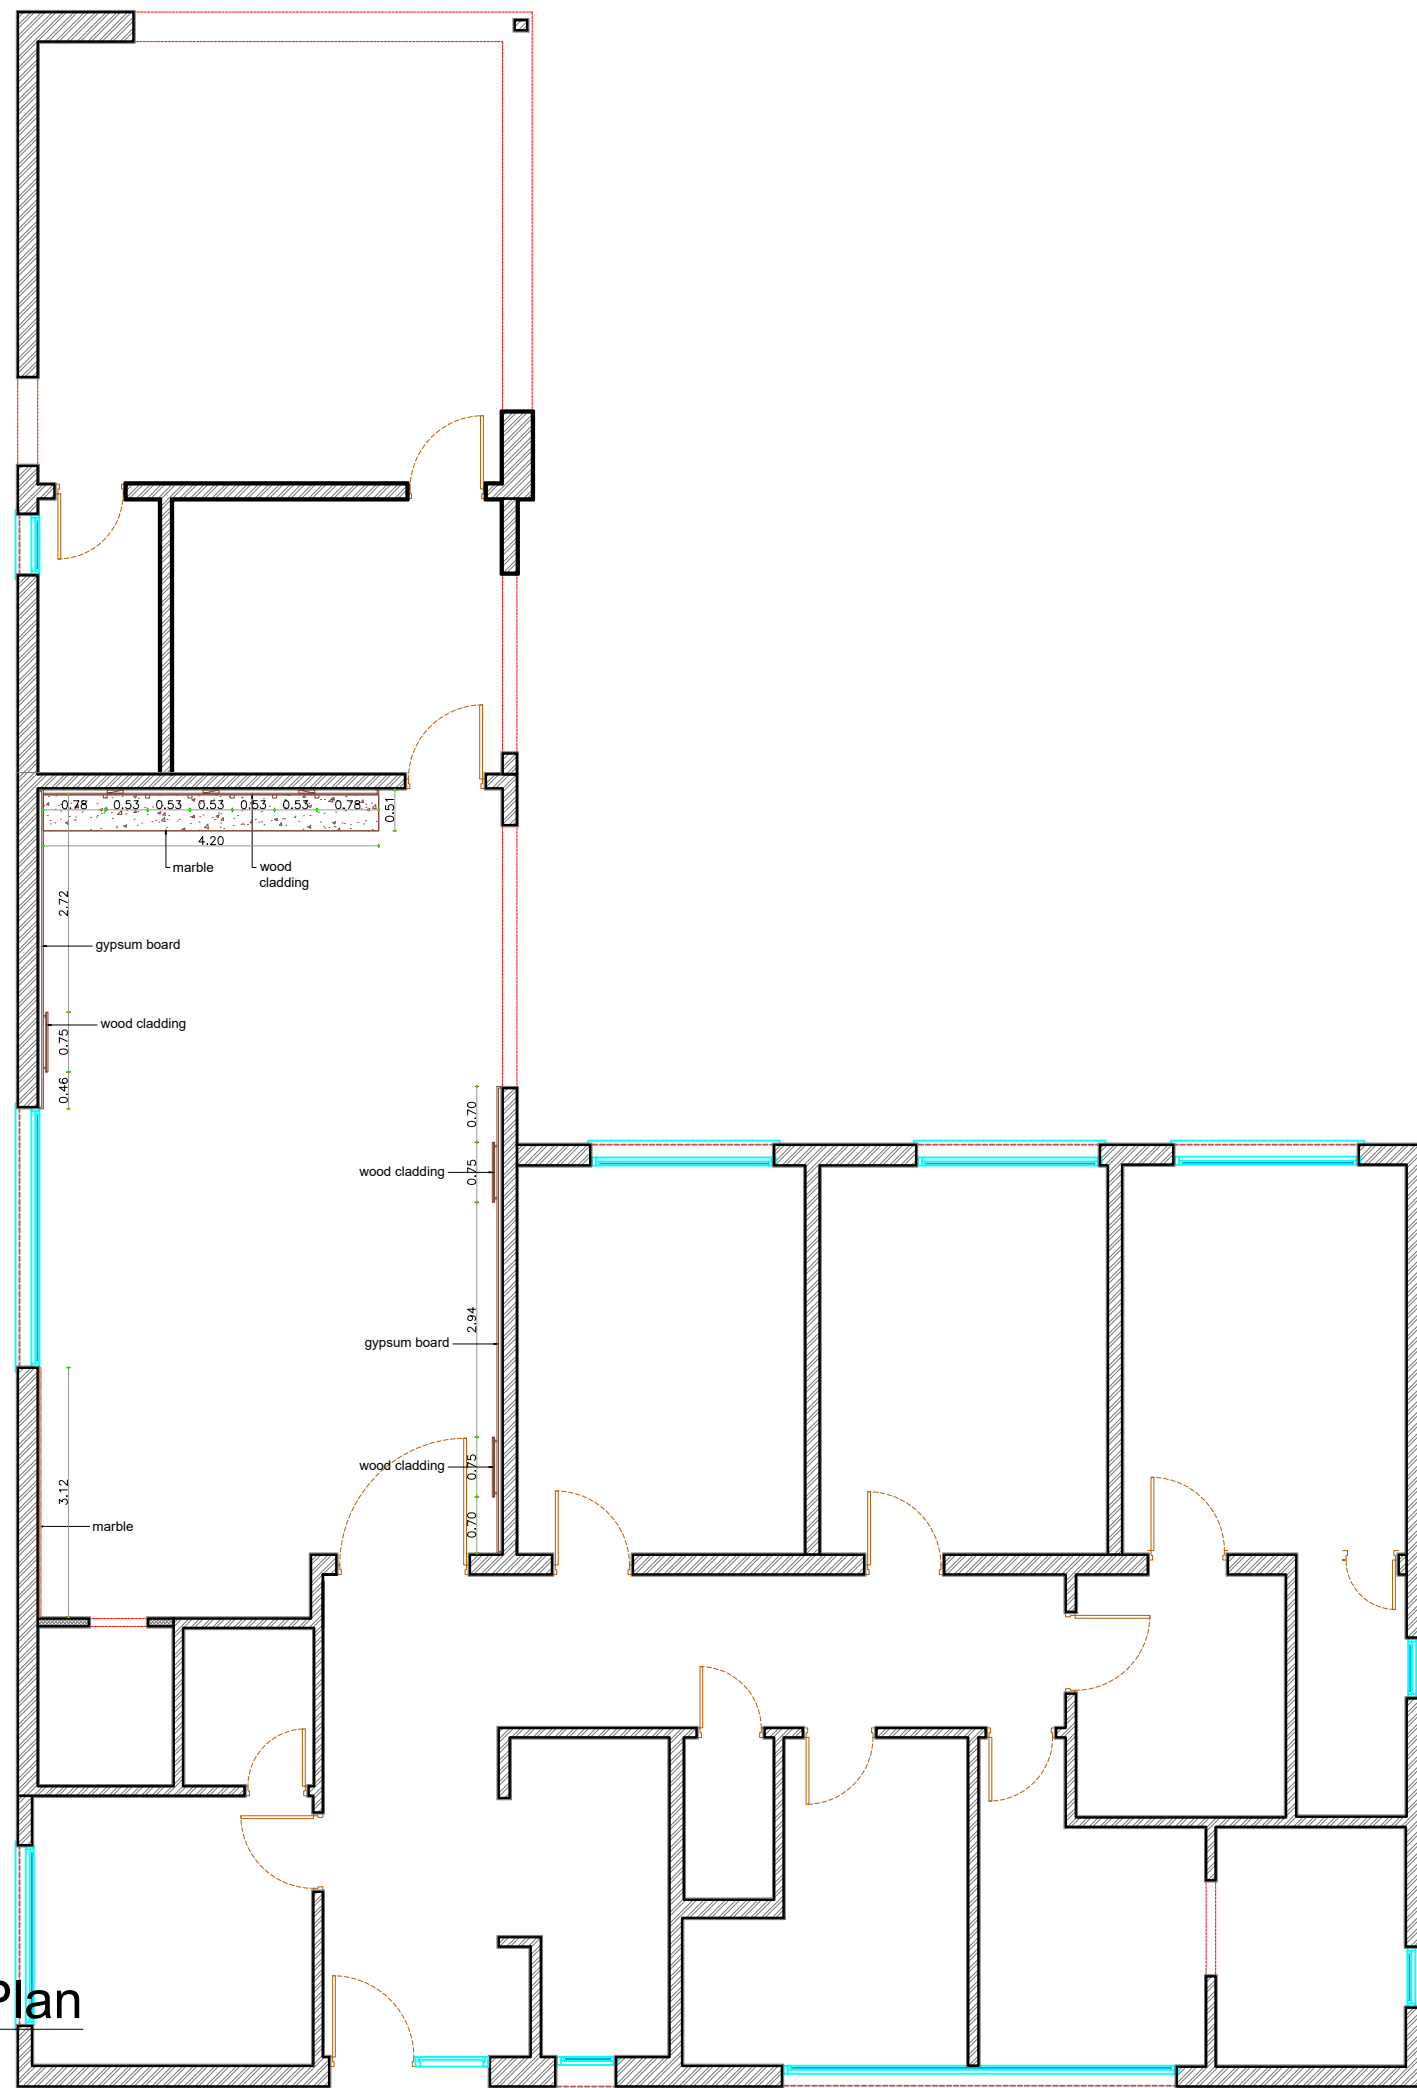 0.78 0.53 0.53 0.53 0.53 0.53 0.78
0.51
4.20
marble
wood
cladding
2.72
gypsum board
wood cladding
0.75
0.46
0.70
wood cladding
0.75
2.94
gypsum board
wood cladding
0.75
0.70
3.12
marble
Plan